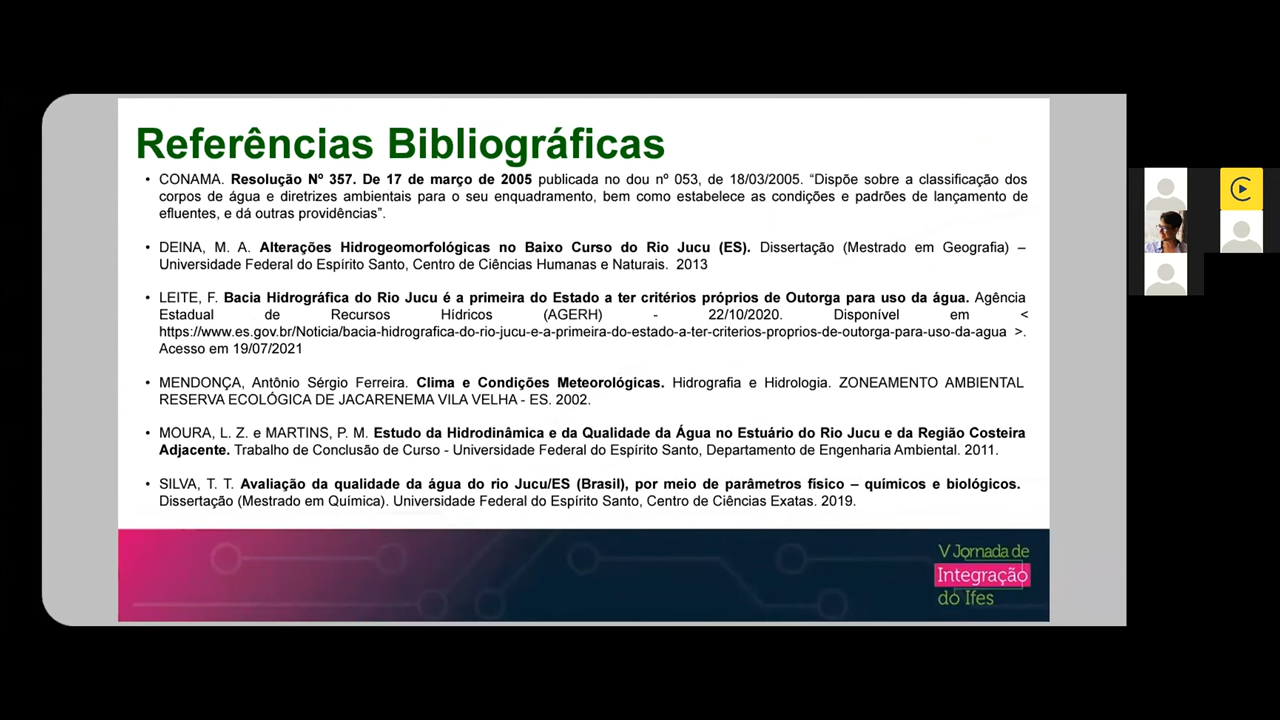 Referências Bibliográficas
• CONAMA. Resolução Nº 357. De 17 de março de 2005 publicada no dou nº 053, de 18/03/2005. “Dispõe sobre a classificação dos
corpos de água e diretrizes ambientais para o seu enquadramento, bem como estabelece as condições e padrões de lançamento de
efluentes, e dá outras providências”.
• DEINA, M. A. Alterações Hidrogeomorfológicas no Baixo Curso do Rio Jucu (ES). Dissertação (Mestrado em Geografia) –
Universidade Federal do Espírito Santo, Centro de Ciências Humanas e Naturais. 2013
• LEITE, F. Bacia Hidrográfica do Rio Jucu é a primeira do Estado a ter critérios próprios de Outorga para uso da água. Agência
Estadual de Recursos Hídricos (AGERH) - 22/10/2020. Disponível em <
https://www.es.gov.br/Noticia/bacia-hidrografica-do-rio-jucu-e-a-primeira-do-estado-a-ter-criterios-proprios-de-outorga-para-uso-da-agua >.
Acesso em 19/07/2021
• MENDONÇA, Antônio Sérgio Ferreira. Clima e Condições Meteorológicas. Hidrografia e Hidrologia. ZONEAMENTO AMBIENTAL
RESERVA ECOLÓGICA DE JACARENEMA VILA VELHA - ES. 2002.
• MOURA, L. Z. e MARTINS, P. M. Estudo da Hidrodinâmica e da Qualidade da Água no Estuário do Rio Jucu e da Região Costeira
Adjacente. Trabalho de Conclusão de Curso - Universidade Federal do Espírito Santo, Departamento de Engenharia Ambiental. 2011.
• SILVA, T. T. Avaliação da qualidade da água do rio Jucu/ES (Brasil), por meio de parâmetros físico – químicos e biológicos.
Dissertação (Mestrado em Química). Universidade Federal do Espírito Santo, Centro de Ciências Exatas. 2019.
V Jornada de
Integração
do Ifes